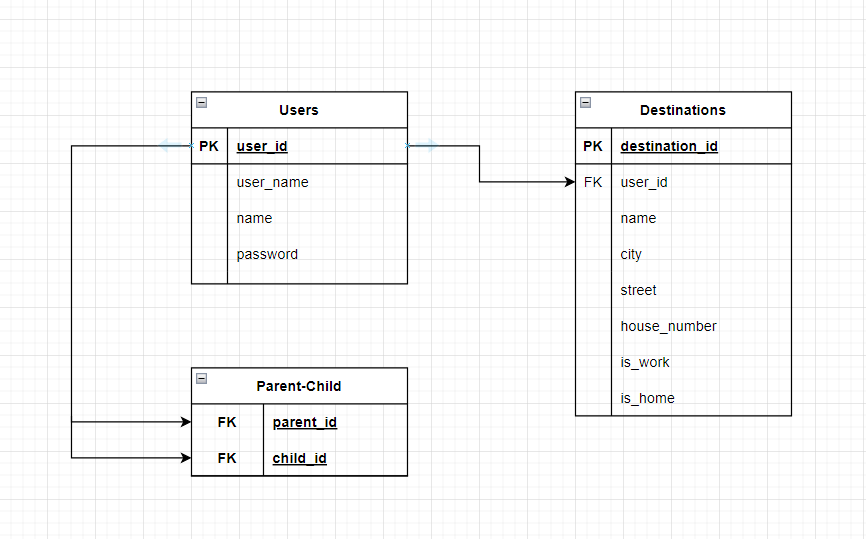 Users
PK user_id
user_name
name
password
Destinations
PK destination_id
FK user_id
name
city
street
house_number
is_work
is_home
Parent-Child
FK parent_id
FK child_id